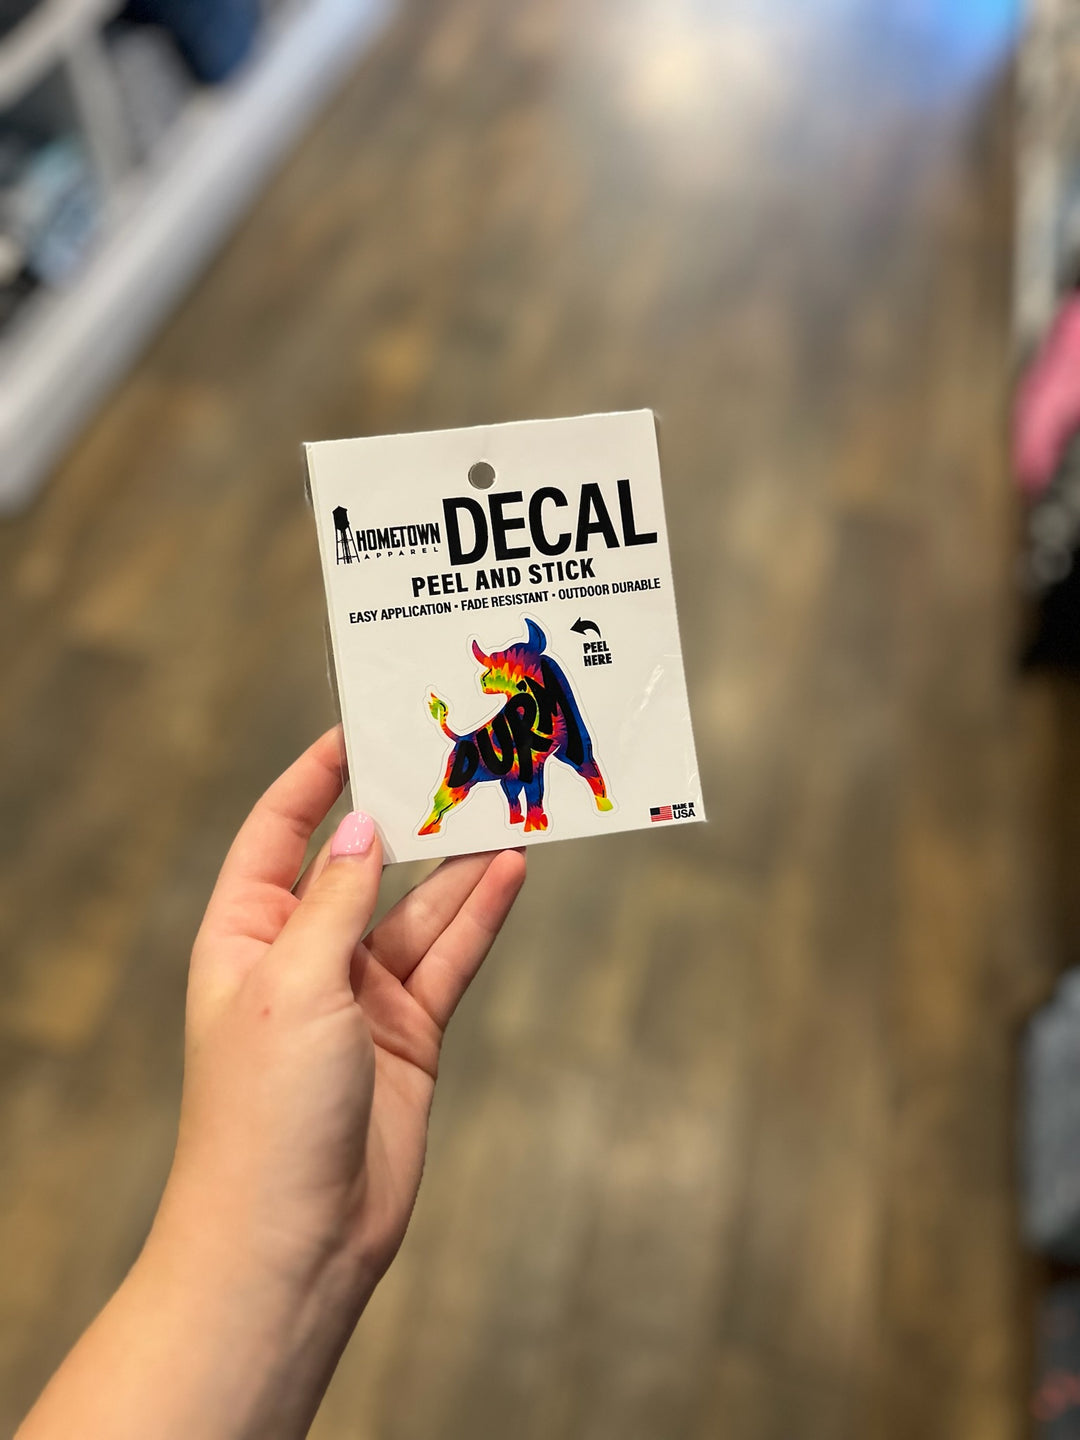 HOMETOWN
APPAREL
DECAL
PEEL AND STICK
EASY APPLICATION • FADE RESISTANT • OUTDOOR DURABLE
PEEL
HERE
DURM
MADE IN
USA